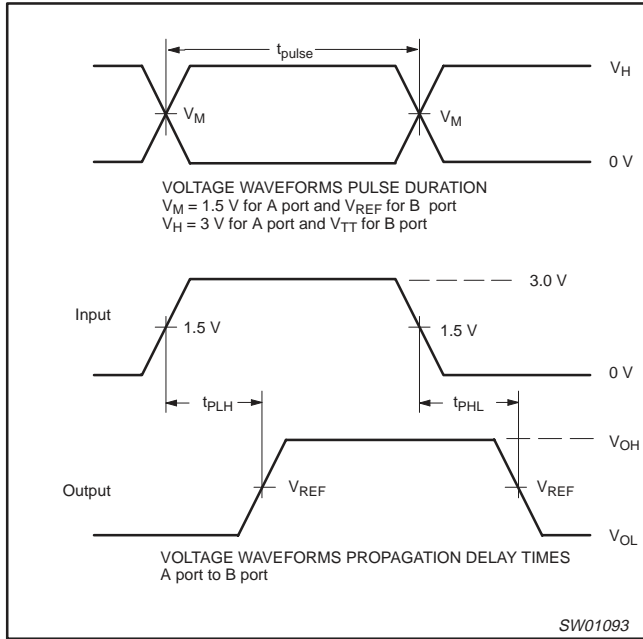 tpulse
VH
VM
VM
0 V
VOLTAGE WAVEFORMS PULSE DURATION
VM = 1.5 V for A port and VREF for B port
VH = 3 V for A port and VTT for B port
3.0 V
Input
1.5 V
1.5 V
0 V
tPLH
tPHL
VOH
Output
VREF
VREF
VOL
VOLTAGE WAVEFORMS PROPAGATION DELAY TIMES
A port to B port
SW01093